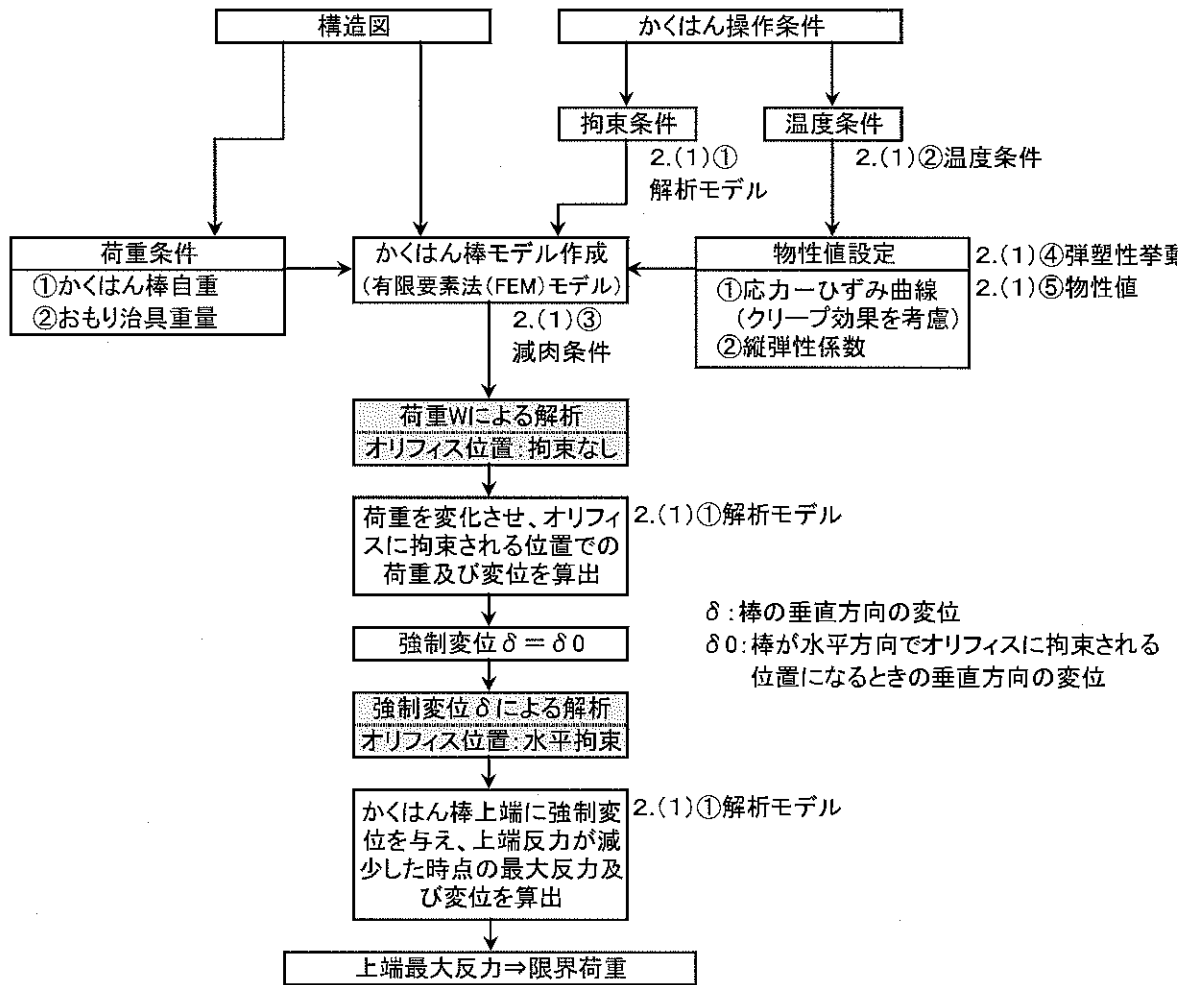 構造図
かくはん操作条件
拘束条件
温度条件
2.(1)①
解析モデル
2.(1)②温度条件
荷重条件
①かくはん棒自重
②おもり治具重量
かくはん棒モデル作成
(有限要素法(FEM)モデル)
物性値設定
①応力ーひずみ曲線
(クリープ効果を考慮)
②縦弾性係数
2.(1)④弾塑性挙動
2.(1)⑤物性値
2.(1)③
減肉条件
荷重Wによる解析
オリフィス位置:拘束なし
荷重を変化させ、オリフィ
スに拘束される位置での
荷重及び変位を算出
2.(1)①解析モデル
δ:棒の垂直方向の変位
δ0:棒が水平方向でオリフィスに拘束される
位置になるときの垂直方向の変位
強制変位δ=δ0
強制変位δによる解析
オリフィス位置:水平拘束
かくはん棒上端に強制変
位を与え、上端反力が減
少した時点の最大反力及
び変位を算出
2.(1)①解析モデル
上端最大反力⇒限界荷重